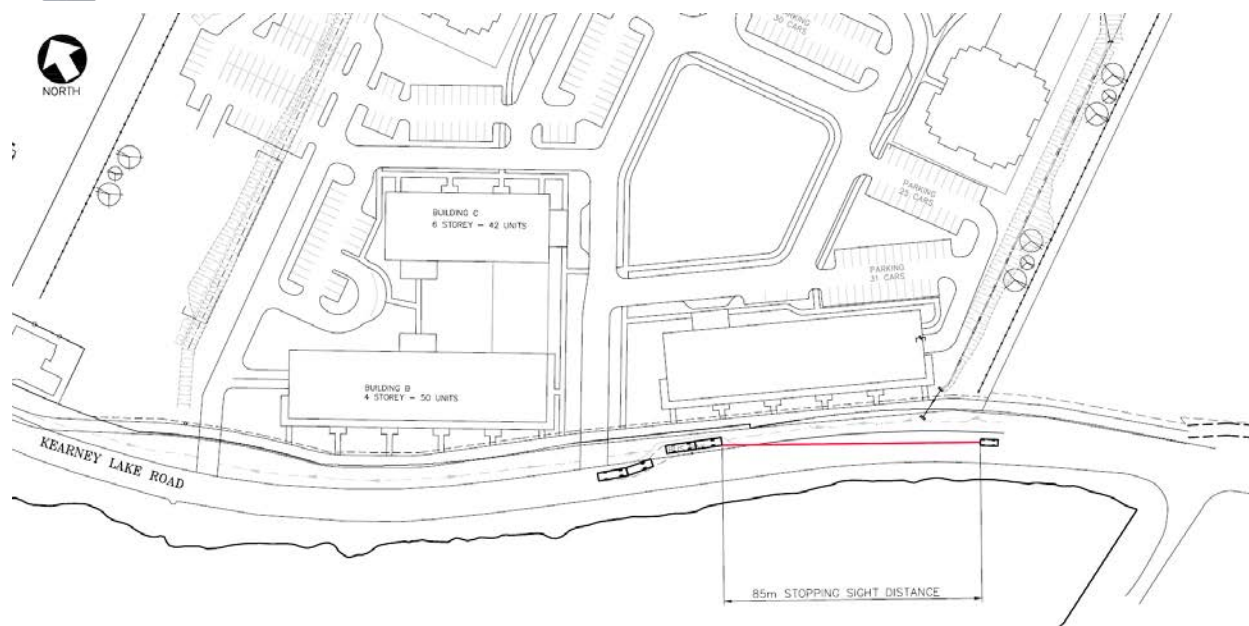 PARKING
30 CARS
NORTH
PARKING
25 CARS
BUILDING C
6 STOREY - 42 UNITS
PARKING
31 CARS
BUILDING B
4 STOREY - 50 UNITS
KEARNEY LAKE ROAD
85m STOPPING SIGHT DISTANCE